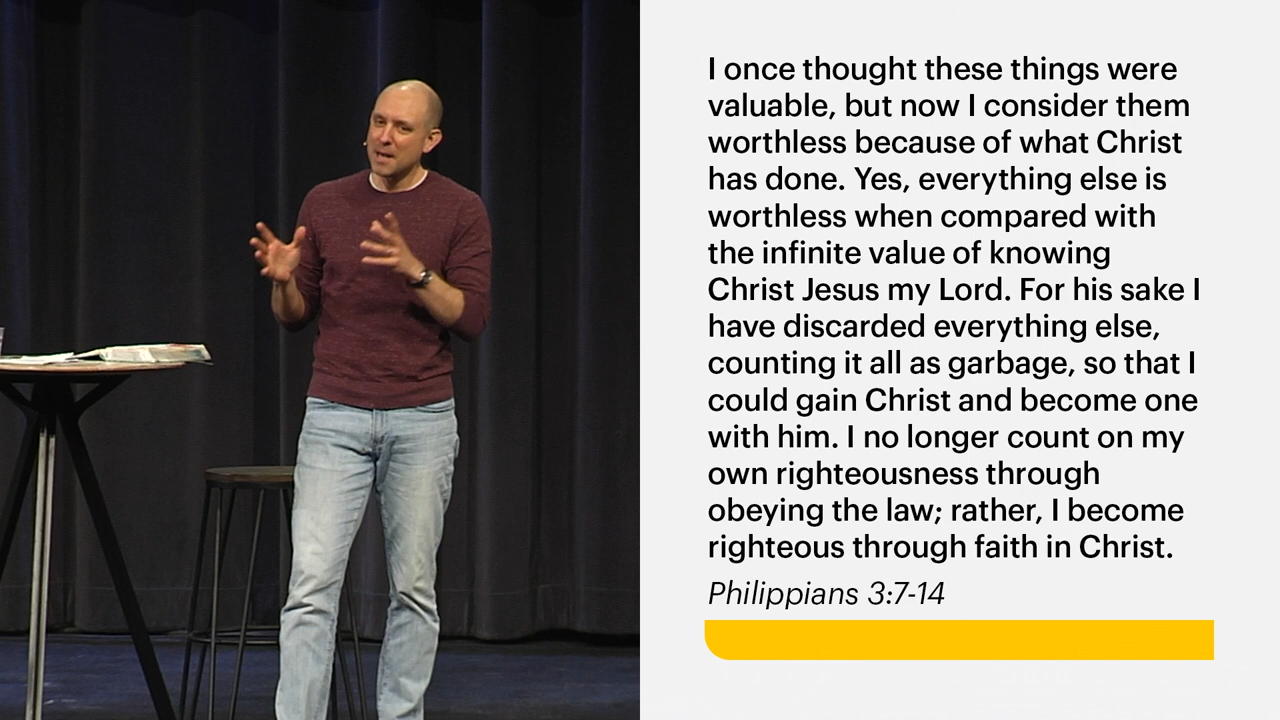 I once thought these things were
valuable, but now I consider them
worthless because of what Christ
has done. Yes, everything else is
worthless when compared with
the infinite value of knowing
Christ Jesus my Lord. For his sake I
have discarded everything else,
counting it all as garbage, so that I
could gain Christ and become one
with him. I no longer count on my
own righteousness through
obeying the law; rather, I become
righteous through faith in Christ.
Philippians 3:7-14